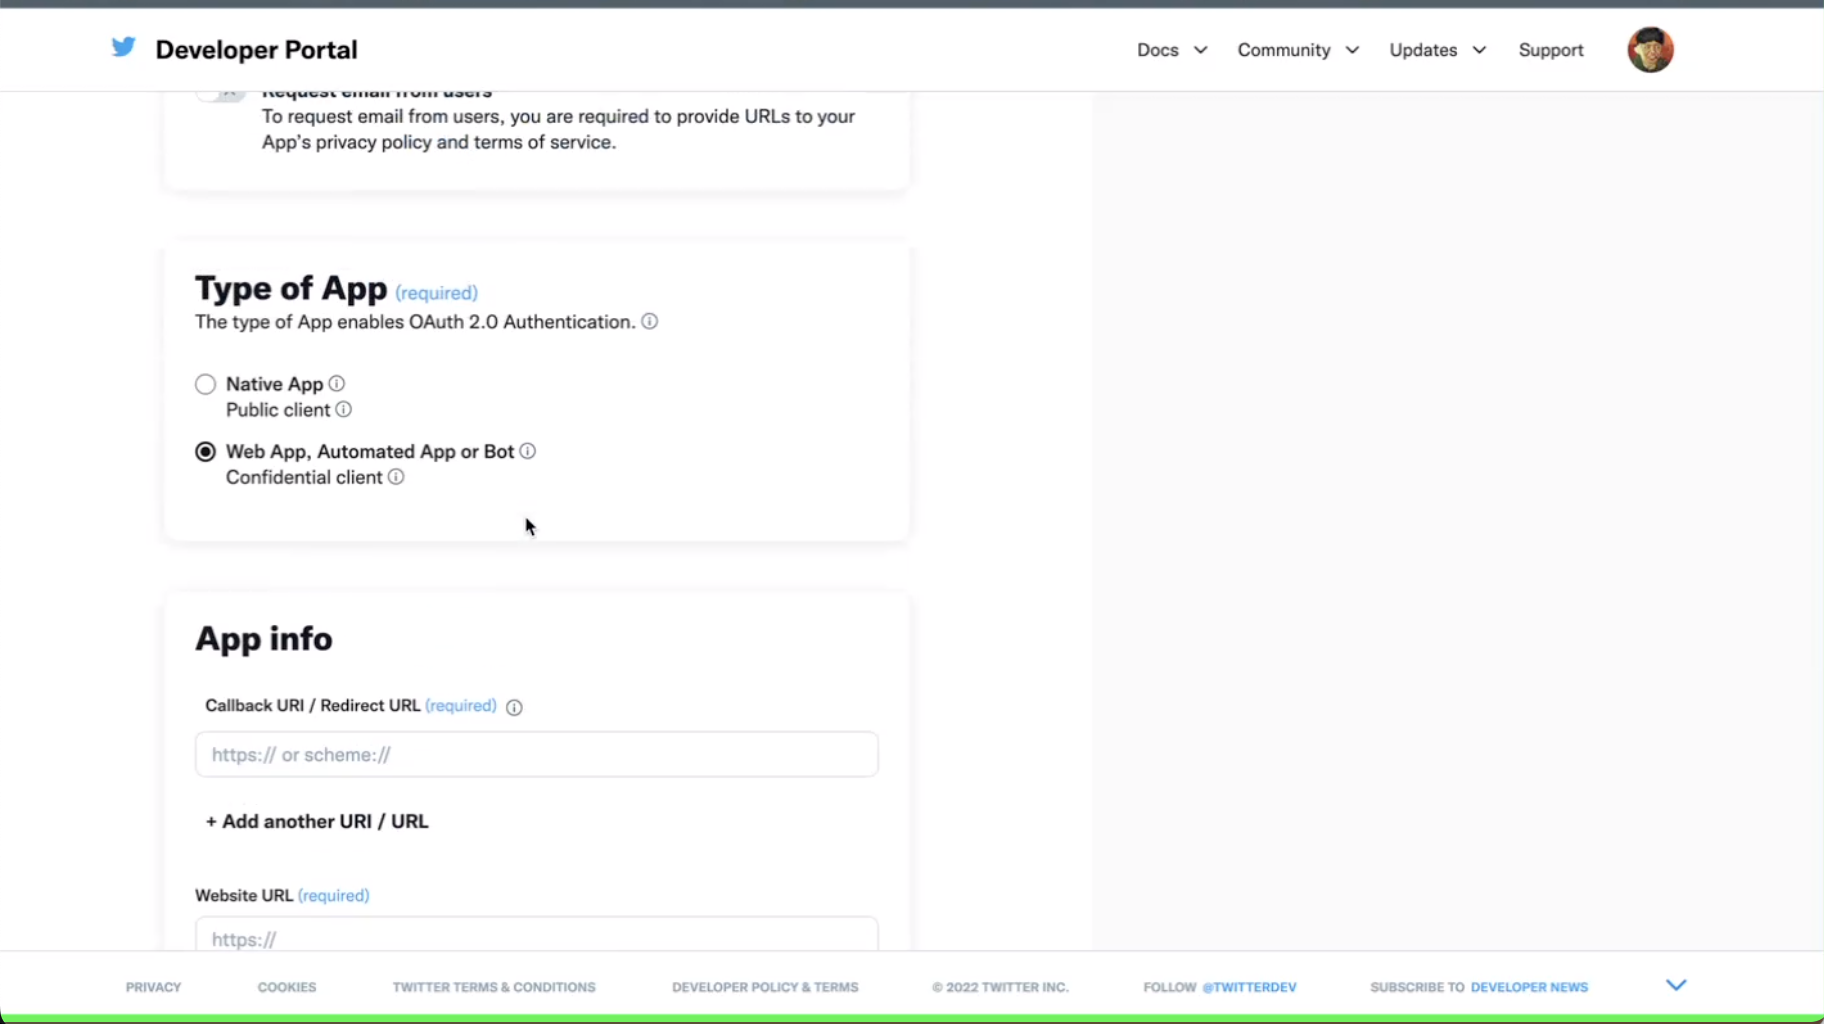 Developer Portal
Docs
Community
Updates
Support
Request email from users
To request email from users, you are required to provide URLs to your
App's privacy policy and terms of service.
Type of App (required)
The type of App enables OAuth 2.0 Authentication.
Native App
Public client
Web App, Automated App or Bot
Confidential client
App info
Callback URI / Redirect URL (required)
https:// or scheme://
+ Add another URI / URL
Website URL (required)
https://
PRIVACY
COOKIES
TWITTER TERMS & CONDITIONS
DEVELOPER POLICY & TERMS
© 2022 TWITTER INC.
FOLLOW @TWITTERDEV
SUBSCRIBE TO DEVELOPER NEWS